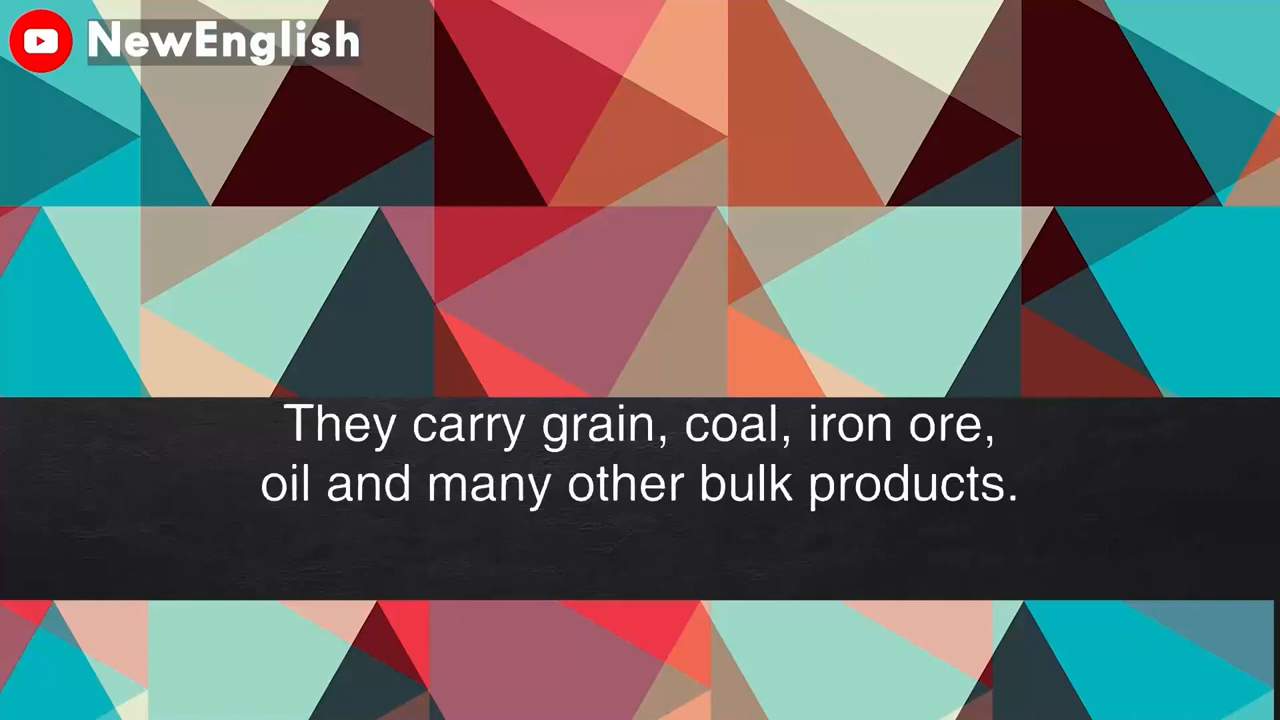 NewEnglish
They carry grain, coal, iron ore,
oil and many other bulk products.